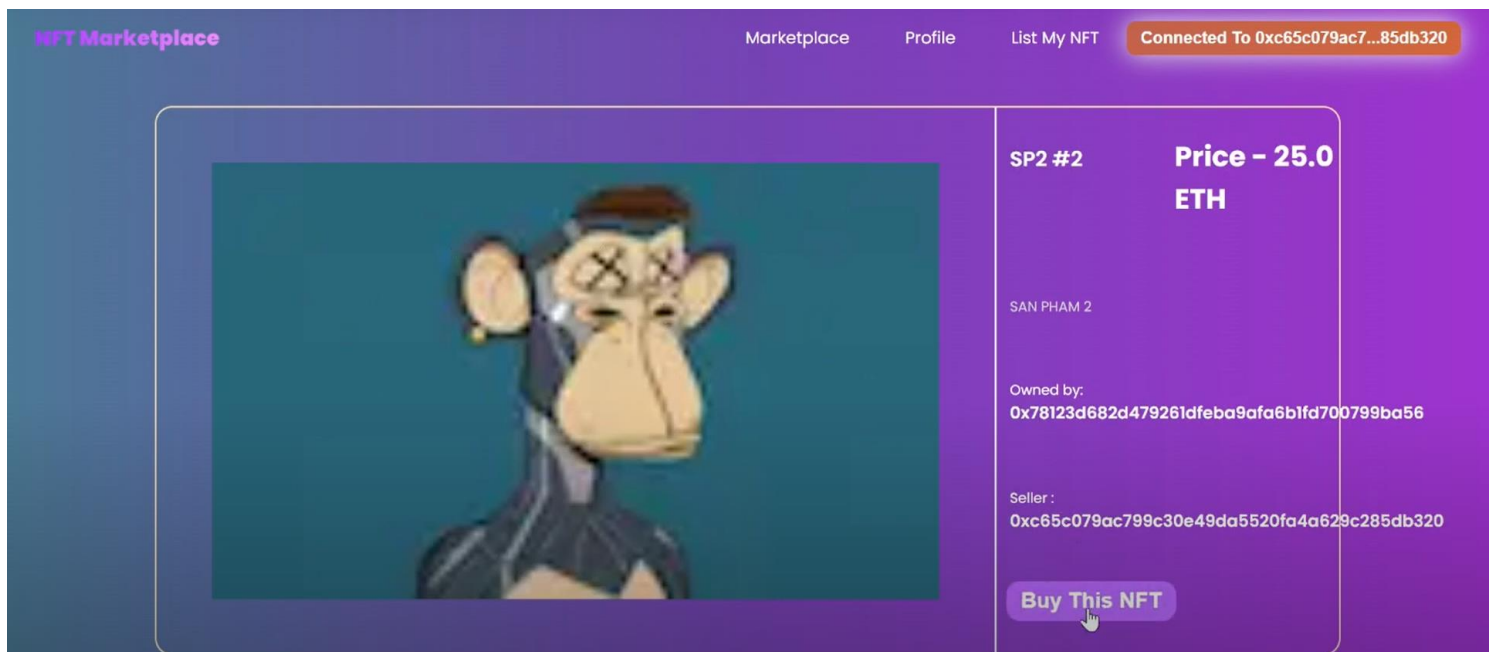 NFT Marketplace
Marketplace Profile List My NFT Connected To 0xc65c079ac7...85db320
SP2 #2
Price - 25.0
ETH
SAN PHAM 2
Owned by:
0x78123d682d479261dfeba9afa6b1fd700799ba56
Seller :
0xc65c079ac799c30e49da5520fa4a629c285db320
Buy This NFT